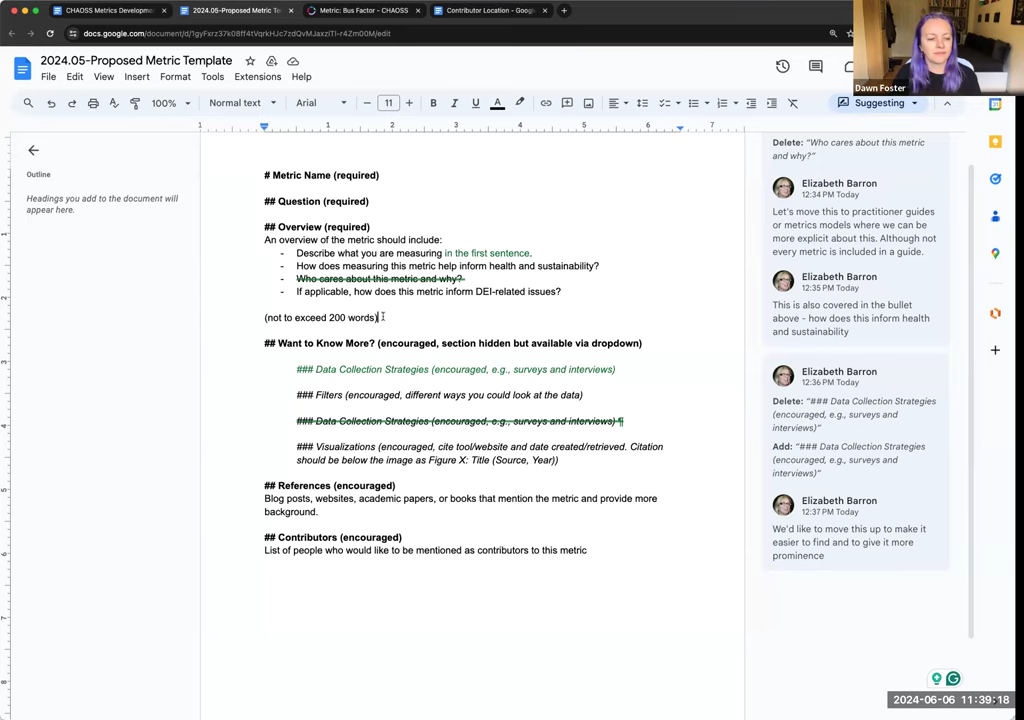 CHAOSS Metrics Developmen
2024.05-Proposed Metric Te
Metric: Bus Factor - CHAOSS
Contributor Location - Googl
docs.google.com/document/d/1gyFxrz37k08ff4tVqrkHJc7zdQvMJaxziTI-r4Zm00M/edit
2024.05-Proposed Metric Template
File Edit View Insert Format Tools Extensions Help
Dawn Foster
100% Normal text Arial 11 B I U A Suggesting
1 1 2 3 4 5 6 7
Outline
Headings you add to the document will
appear here.
# Metric Name (required)
## Question (required)
## Overview (required)
An overview of the metric should include:
- Describe what you are measuring in the first sentence.
- How does measuring this metric help inform health and sustainability?
- Who cares about this metric and why?
- If applicable, how does this metric inform DEI-related issues?
(not to exceed 200 words)
## Want to Know More? (encouraged, section hidden but available via dropdown)
### Data Collection Strategies (encouraged, e.g., surveys and interviews)
### Filters (encouraged, different ways you could look at the data)
### Data Collection Strategies (encouraged, e.g., surveys and interviews) ¶
### Visualizations (encouraged, cite tool/website and date created/retrieved. Citation
should be below the image as Figure X: Title (Source, Year))
## References (encouraged)
Blog posts, websites, academic papers, or books that mention the metric and provide more
background.
## Contributors (encouraged)
List of people who would like to be mentioned as contributors to this metric
Delete: "Who cares about this metric
and why?"
Elizabeth Barron
12:34 PM Today
Let's move this to practitioner guides
or metrics models where we can be
more explicit about this. Although not
every metric is included in a guide.
Elizabeth Barron
12:35 PM Today
This is also covered in the bullet
above - how does this inform health
and sustainability
Elizabeth Barron
12:36 PM Today
Delete: "### Data Collection Strategies
(encouraged, e.g., surveys and
interviews)"
Add: "### Data Collection Strategies
(encouraged, e.g., surveys and
interviews)"
Elizabeth Barron
12:37 PM Today
We'd like to move this up to make it
easier to find and to give it more
prominence
2024-06-06 11:39:18